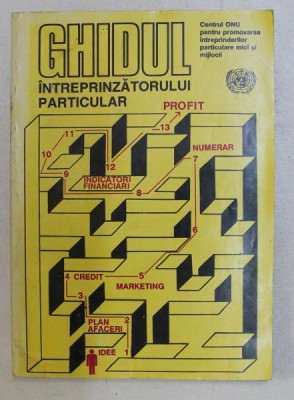 GHIDUL
ÎNTREPRINZĂTORULUI
PARTICULAR
Centrul ONU
pentru promovarea
întreprinderilor
particulare mici și
mijlocii
PROFIT
13
11
12
10
9
INDICATORI
FINANCIARI
8
NUMERAR
7
6
4 CREDIT 5
MARKETING
3
PLAN
AFACERI
2
IDEE
1